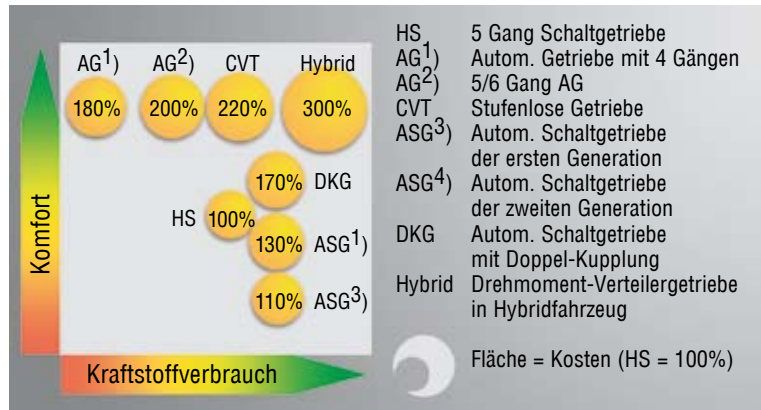 AG1) AG2) CVT Hybrid
180% 200% 220% 300%
170% DKG
HS 100%
130% ASG1)
110% ASG3)
Komfort
Kraftstoffverbrauch
HS 5 Gang Schaltgetriebe
AG1) Autom. Getriebe mit 4 Gängen
AG2) 5/6 Gang AG
CVT Stufenlose Getriebe
ASG3) Autom. Schaltgetriebe
der ersten Generation
ASG4) Autom. Schaltgetriebe
der zweiten Generation
DKG Autom. Schaltgetriebe
mit Doppel-Kupplung
Hybrid Drehmoment-Verteilergetriebe
in Hybridfahrzeug
Fläche = Kosten (HS = 100%)